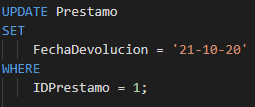 UPDATE Prestamo
SET
FechaDevolucion = '21-10-20'
WHERE
IDPrestamo = 1;